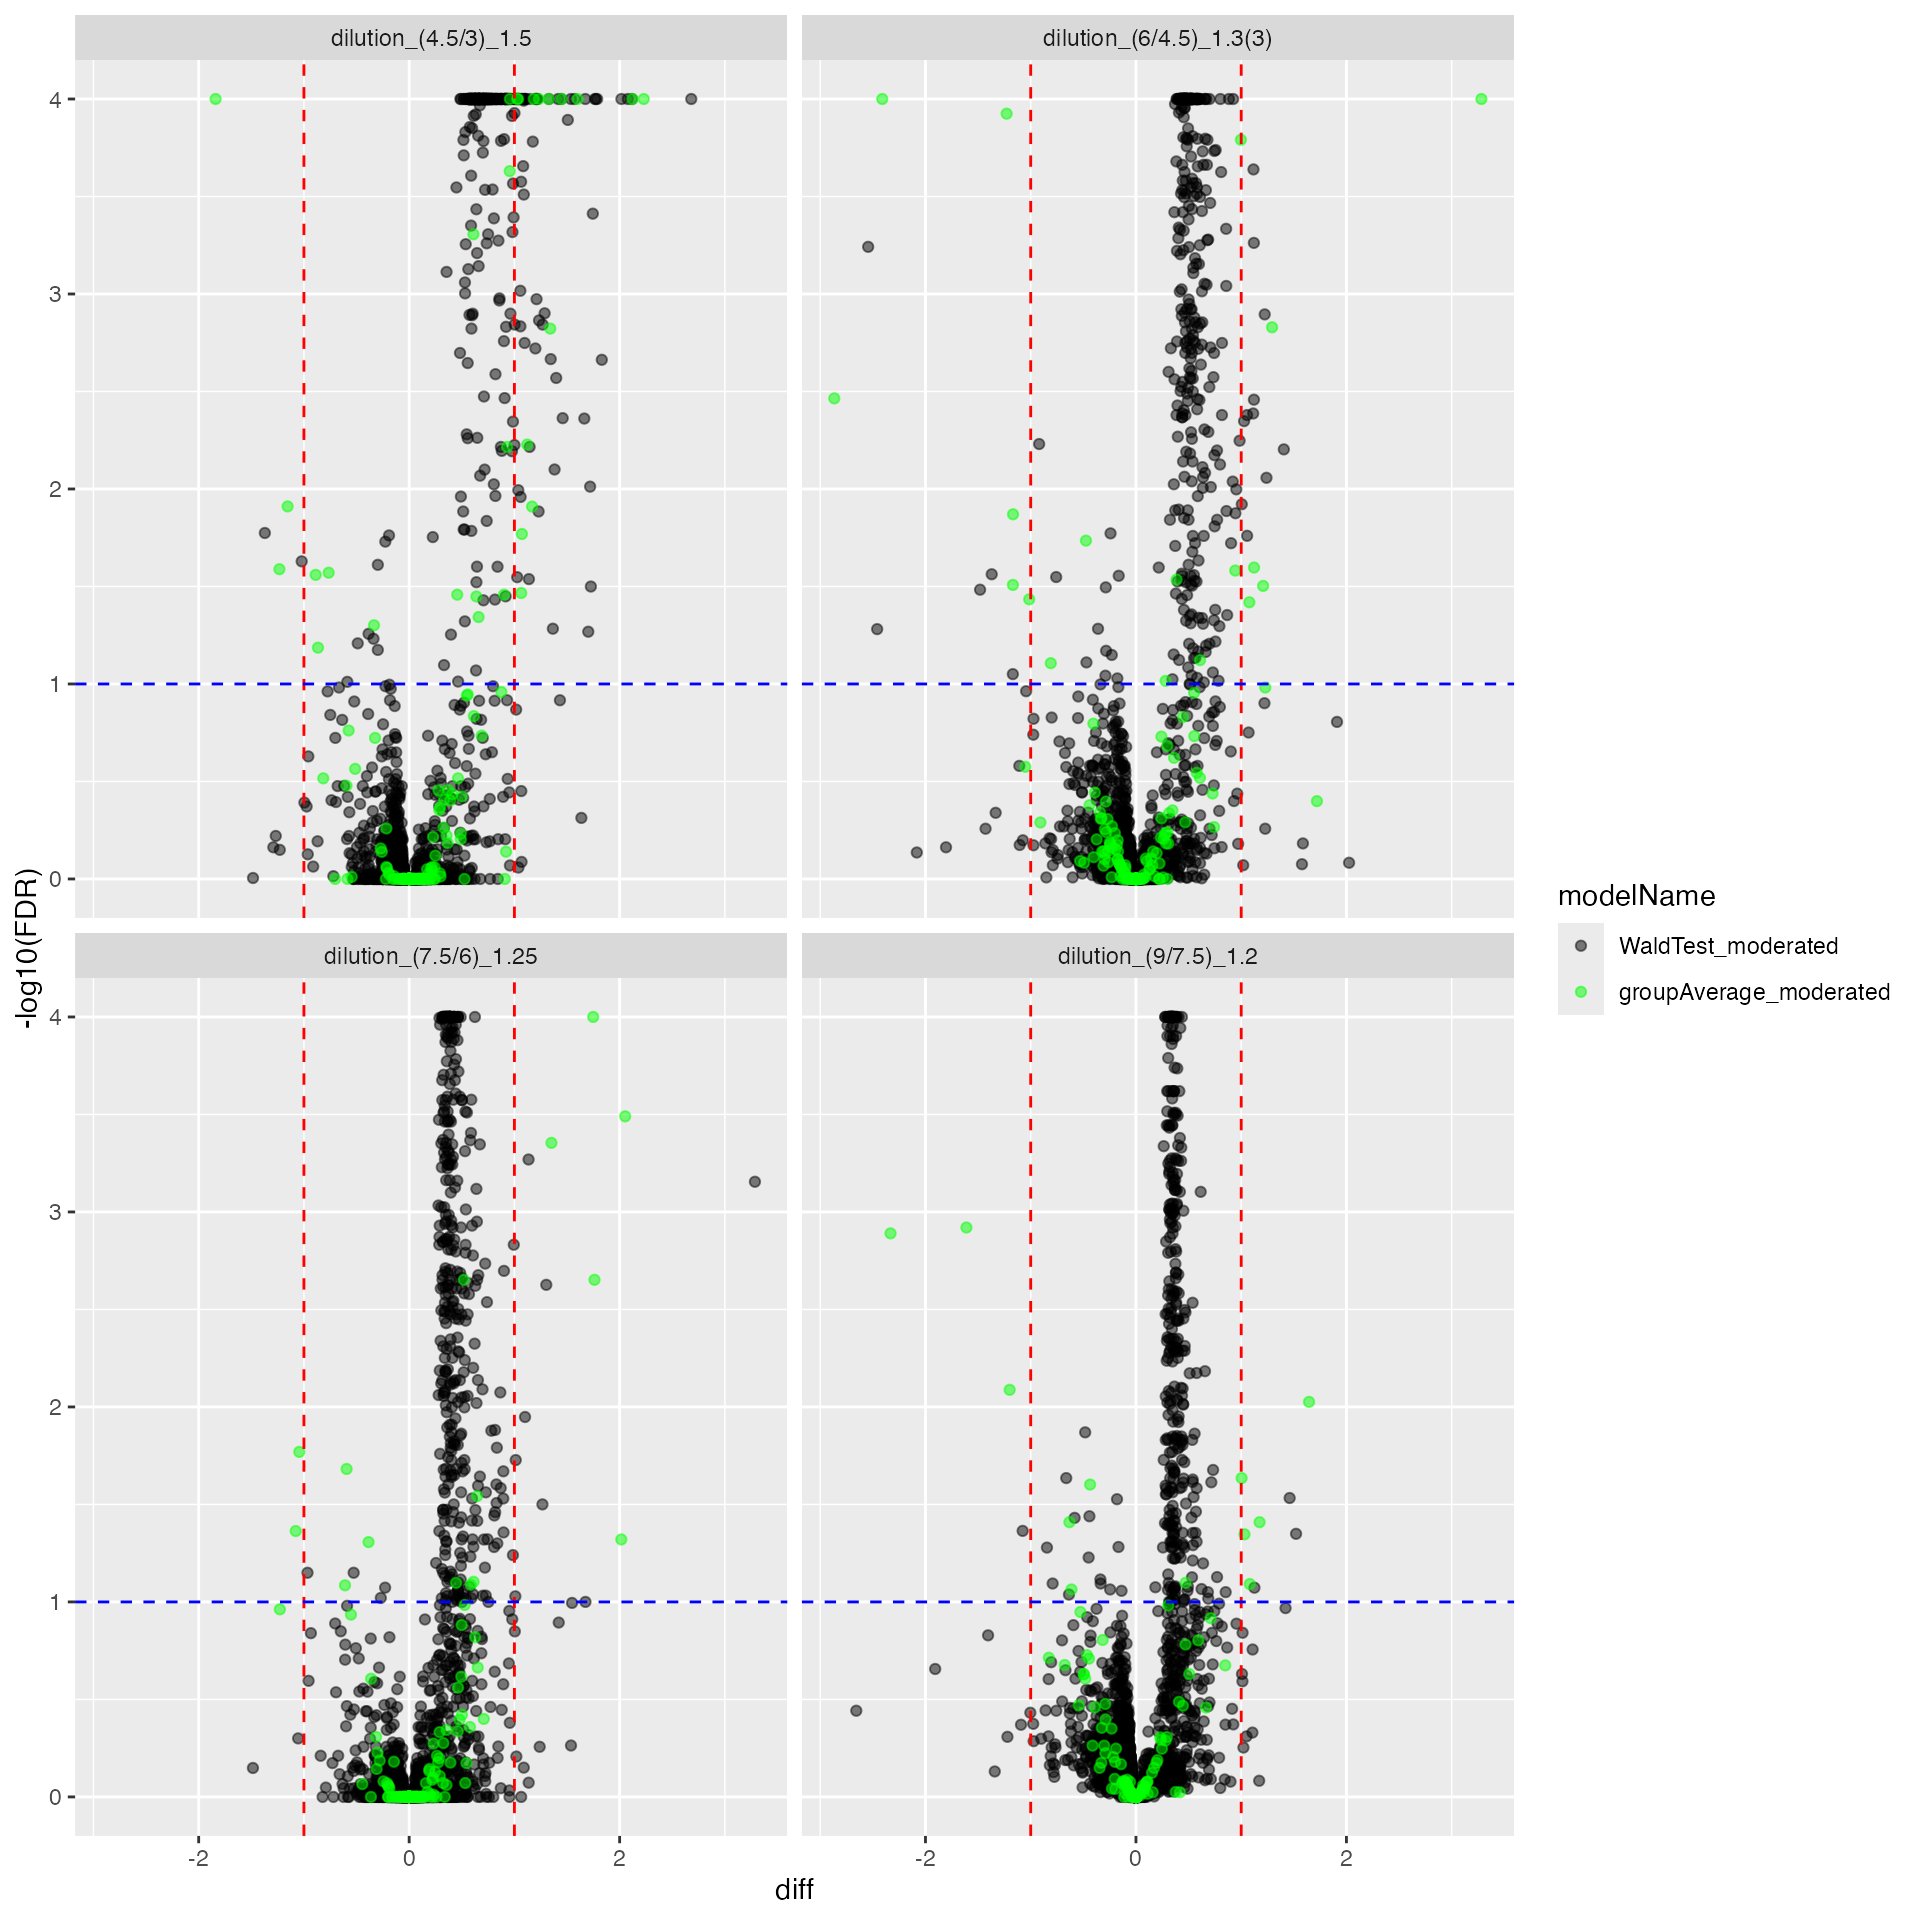 dilution_(4.5/3)_1.5
dilution_(6/4.5)_1.3(3)
4
3
2
1
0
dilution_(7.5/6)_1.25
dilution_(9/7.5)_1.2
4
3
2
1
0
-2
0
2
-2
0
2
diff
-log10(FDR)
modelName
WaldTest_moderated
groupAverage_moderated